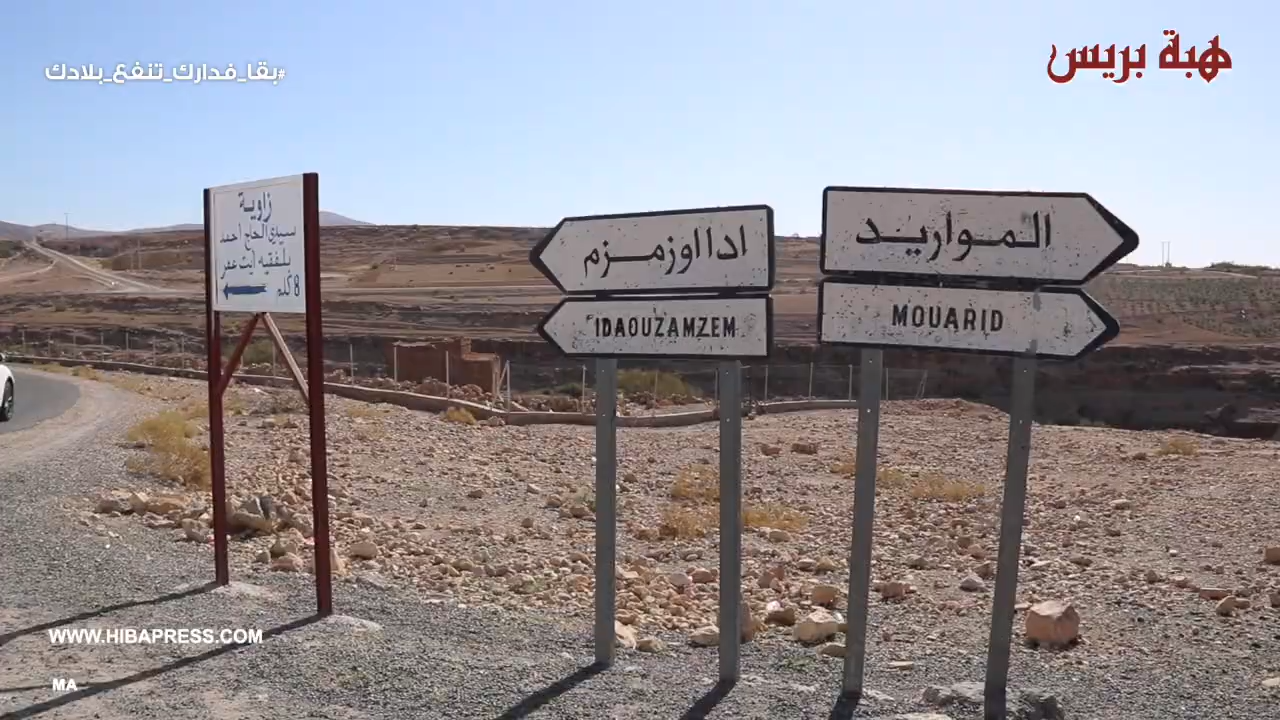 #بقا_فدارك_تنفع_بلادك
هبة بريس
زاوية
سيدي الحاج احمد
بلفقيه ايت عفر
8 كلم
اداوزمزم
IDAOUZAMZEM
المواريد
MOUARID
WWW.HIBAPRESS.COM
MA